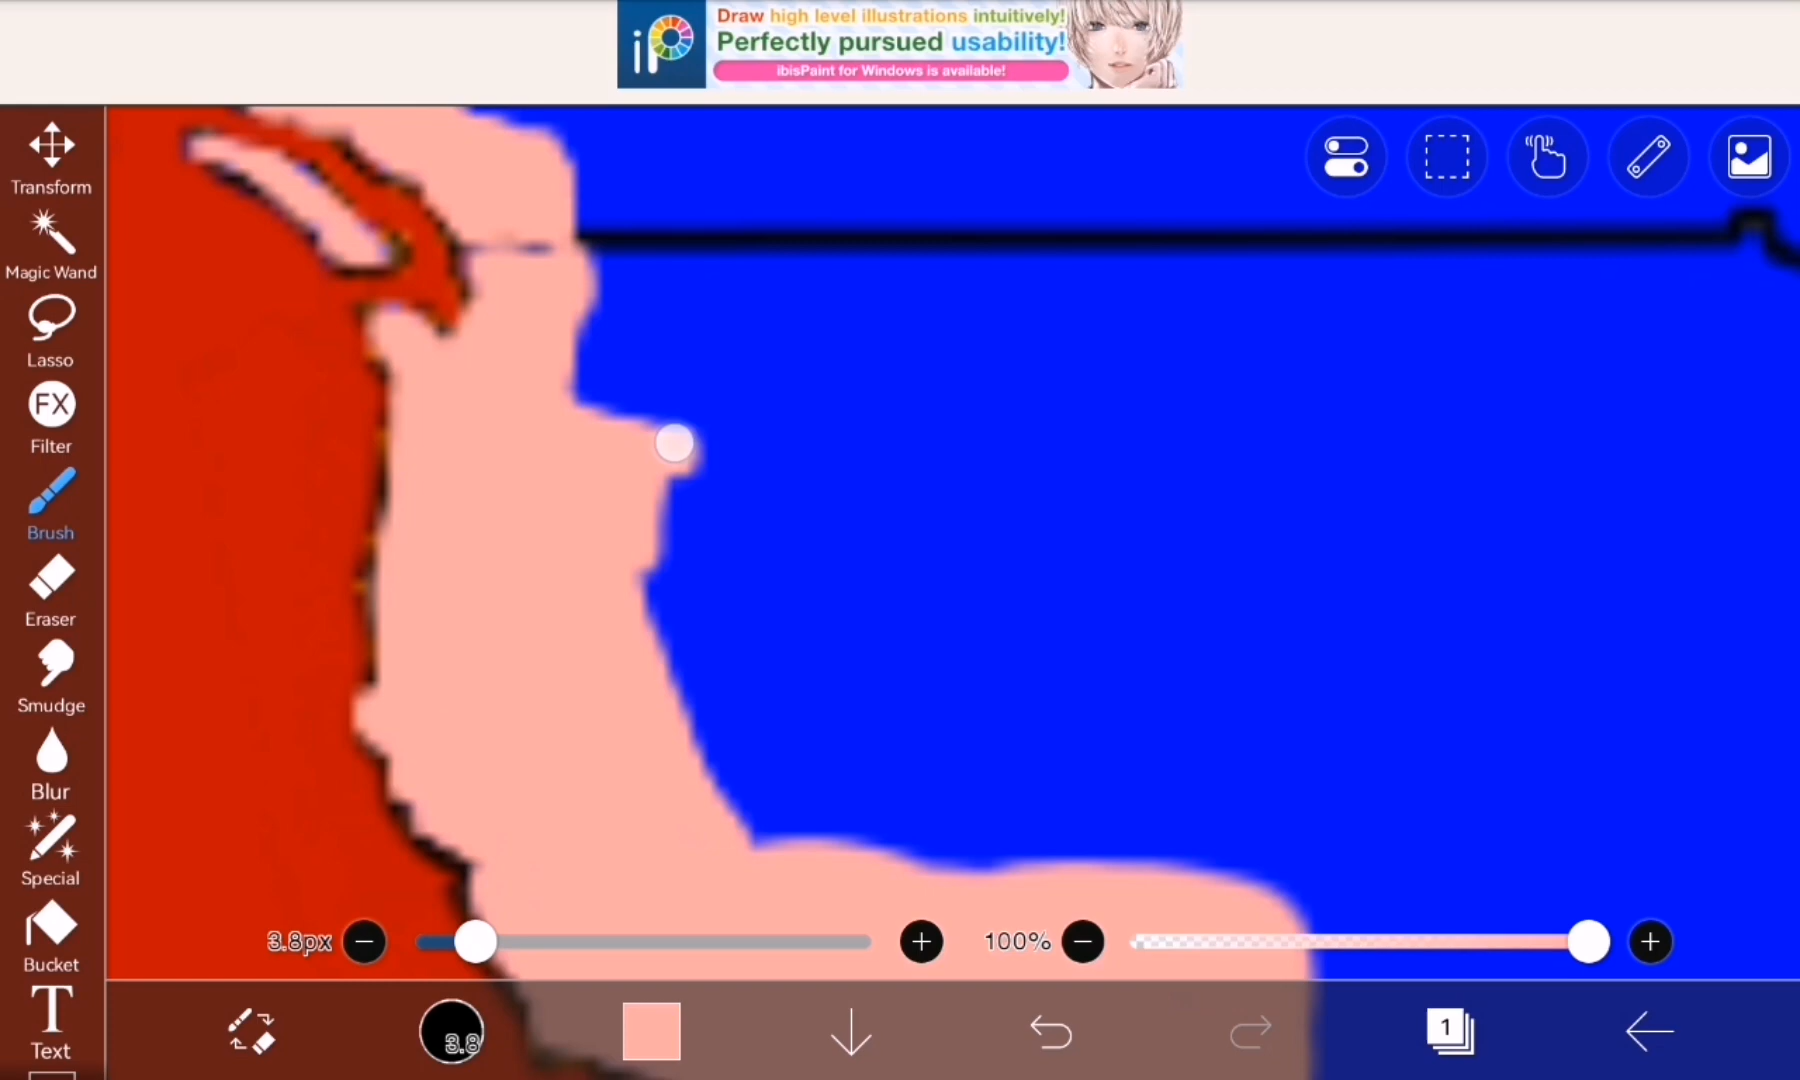 iP
Draw high level illustrations intuitively!
Perfectly pursued usability!
ibisPaint for Windows is available!
Transform
Magic Wand
Lasso
FX
Filter
Brush
Eraser
Smudge
Blur
Special
Bucket
T
Text
3.8px
100%
3.8
1